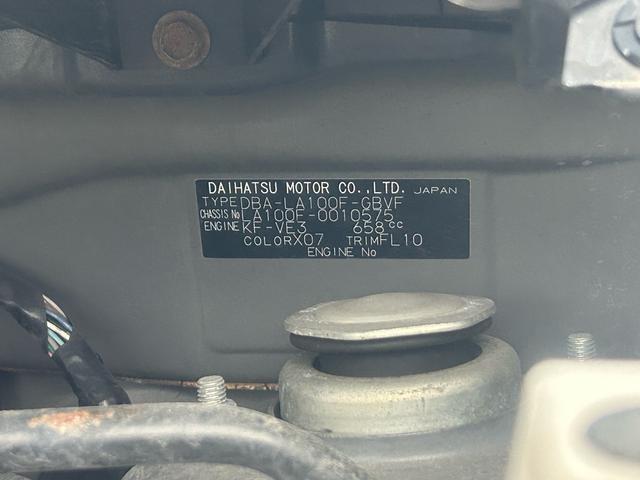 DAIHATSU MOTOR CO.,LTD. JAPAN
TYPE DBA-LA100F-GBVF
CHASSIS No LA100F-0010575
ENGINE KF-VE3 658cc
COLOR X07 TRIM FL10
ENGINE No